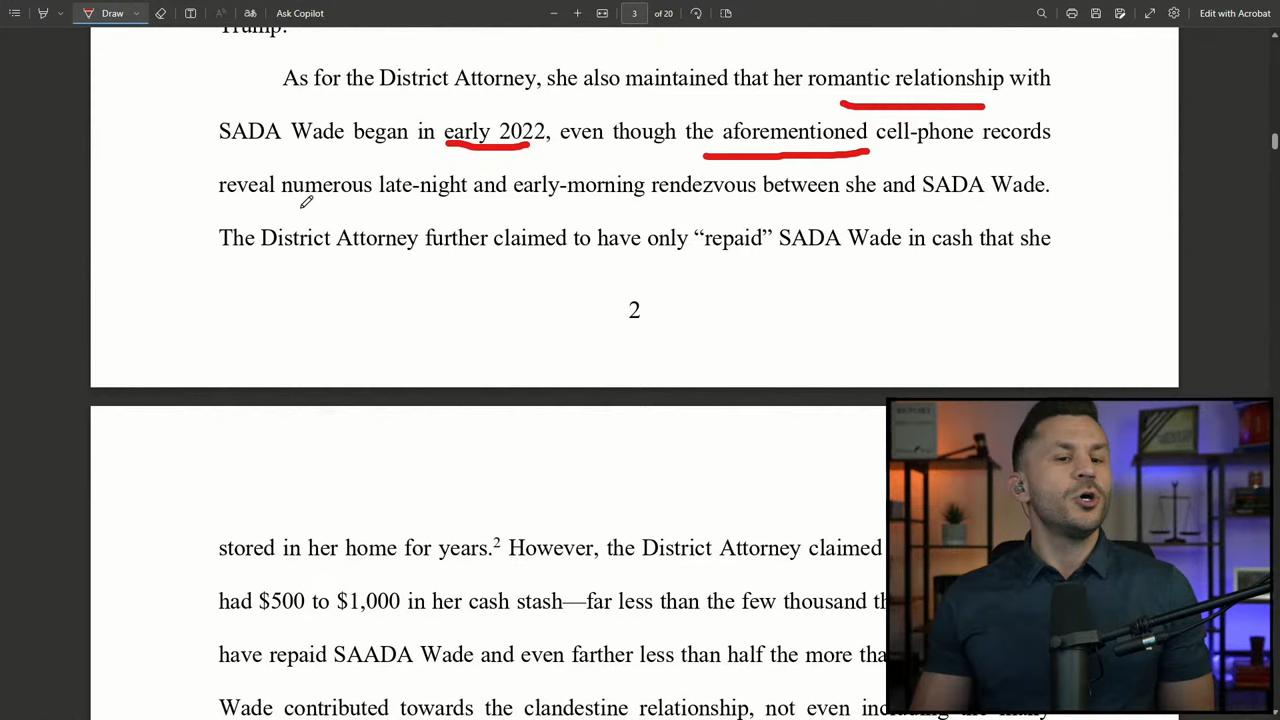 Draw
Ask Copilot
3 of 20
Edit with Acrobat
Trump.
As for the District Attorney, she also maintained that her romantic relationship with
SADA Wade began in early 2022, even though the aforementioned cell-phone records
reveal numerous late-night and early-morning rendezvous between she and SADA Wade.
The District Attorney further claimed to have only “repaid” SADA Wade in cash that she
2
stored in her home for years.2 However, the District Attorney claimed
had $500 to $1,000 in her cash stash—far less than the few thousand
have repaid SAADA Wade and even farther less than half the more
Wade contributed towards the clandestine relationship, not even including the many